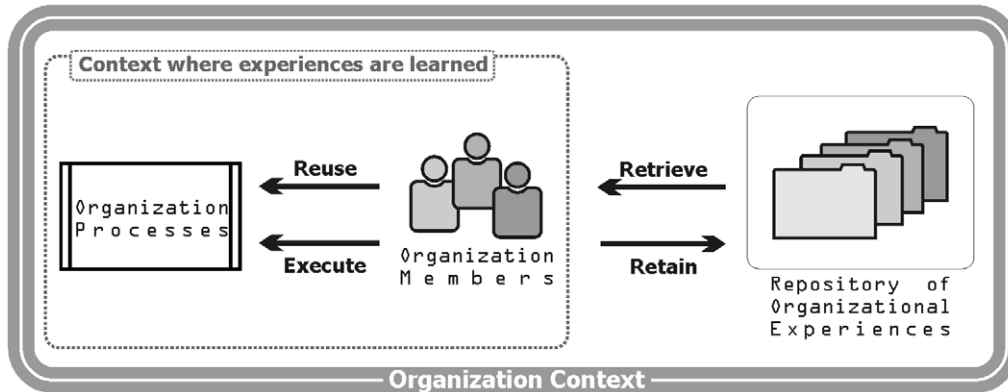 Context where experiences are learned
Reuse
Retrieve
Organization
Processes
Execute
Organization
Members
Retain
Repository of
Organizational
Experiences
Organization Context